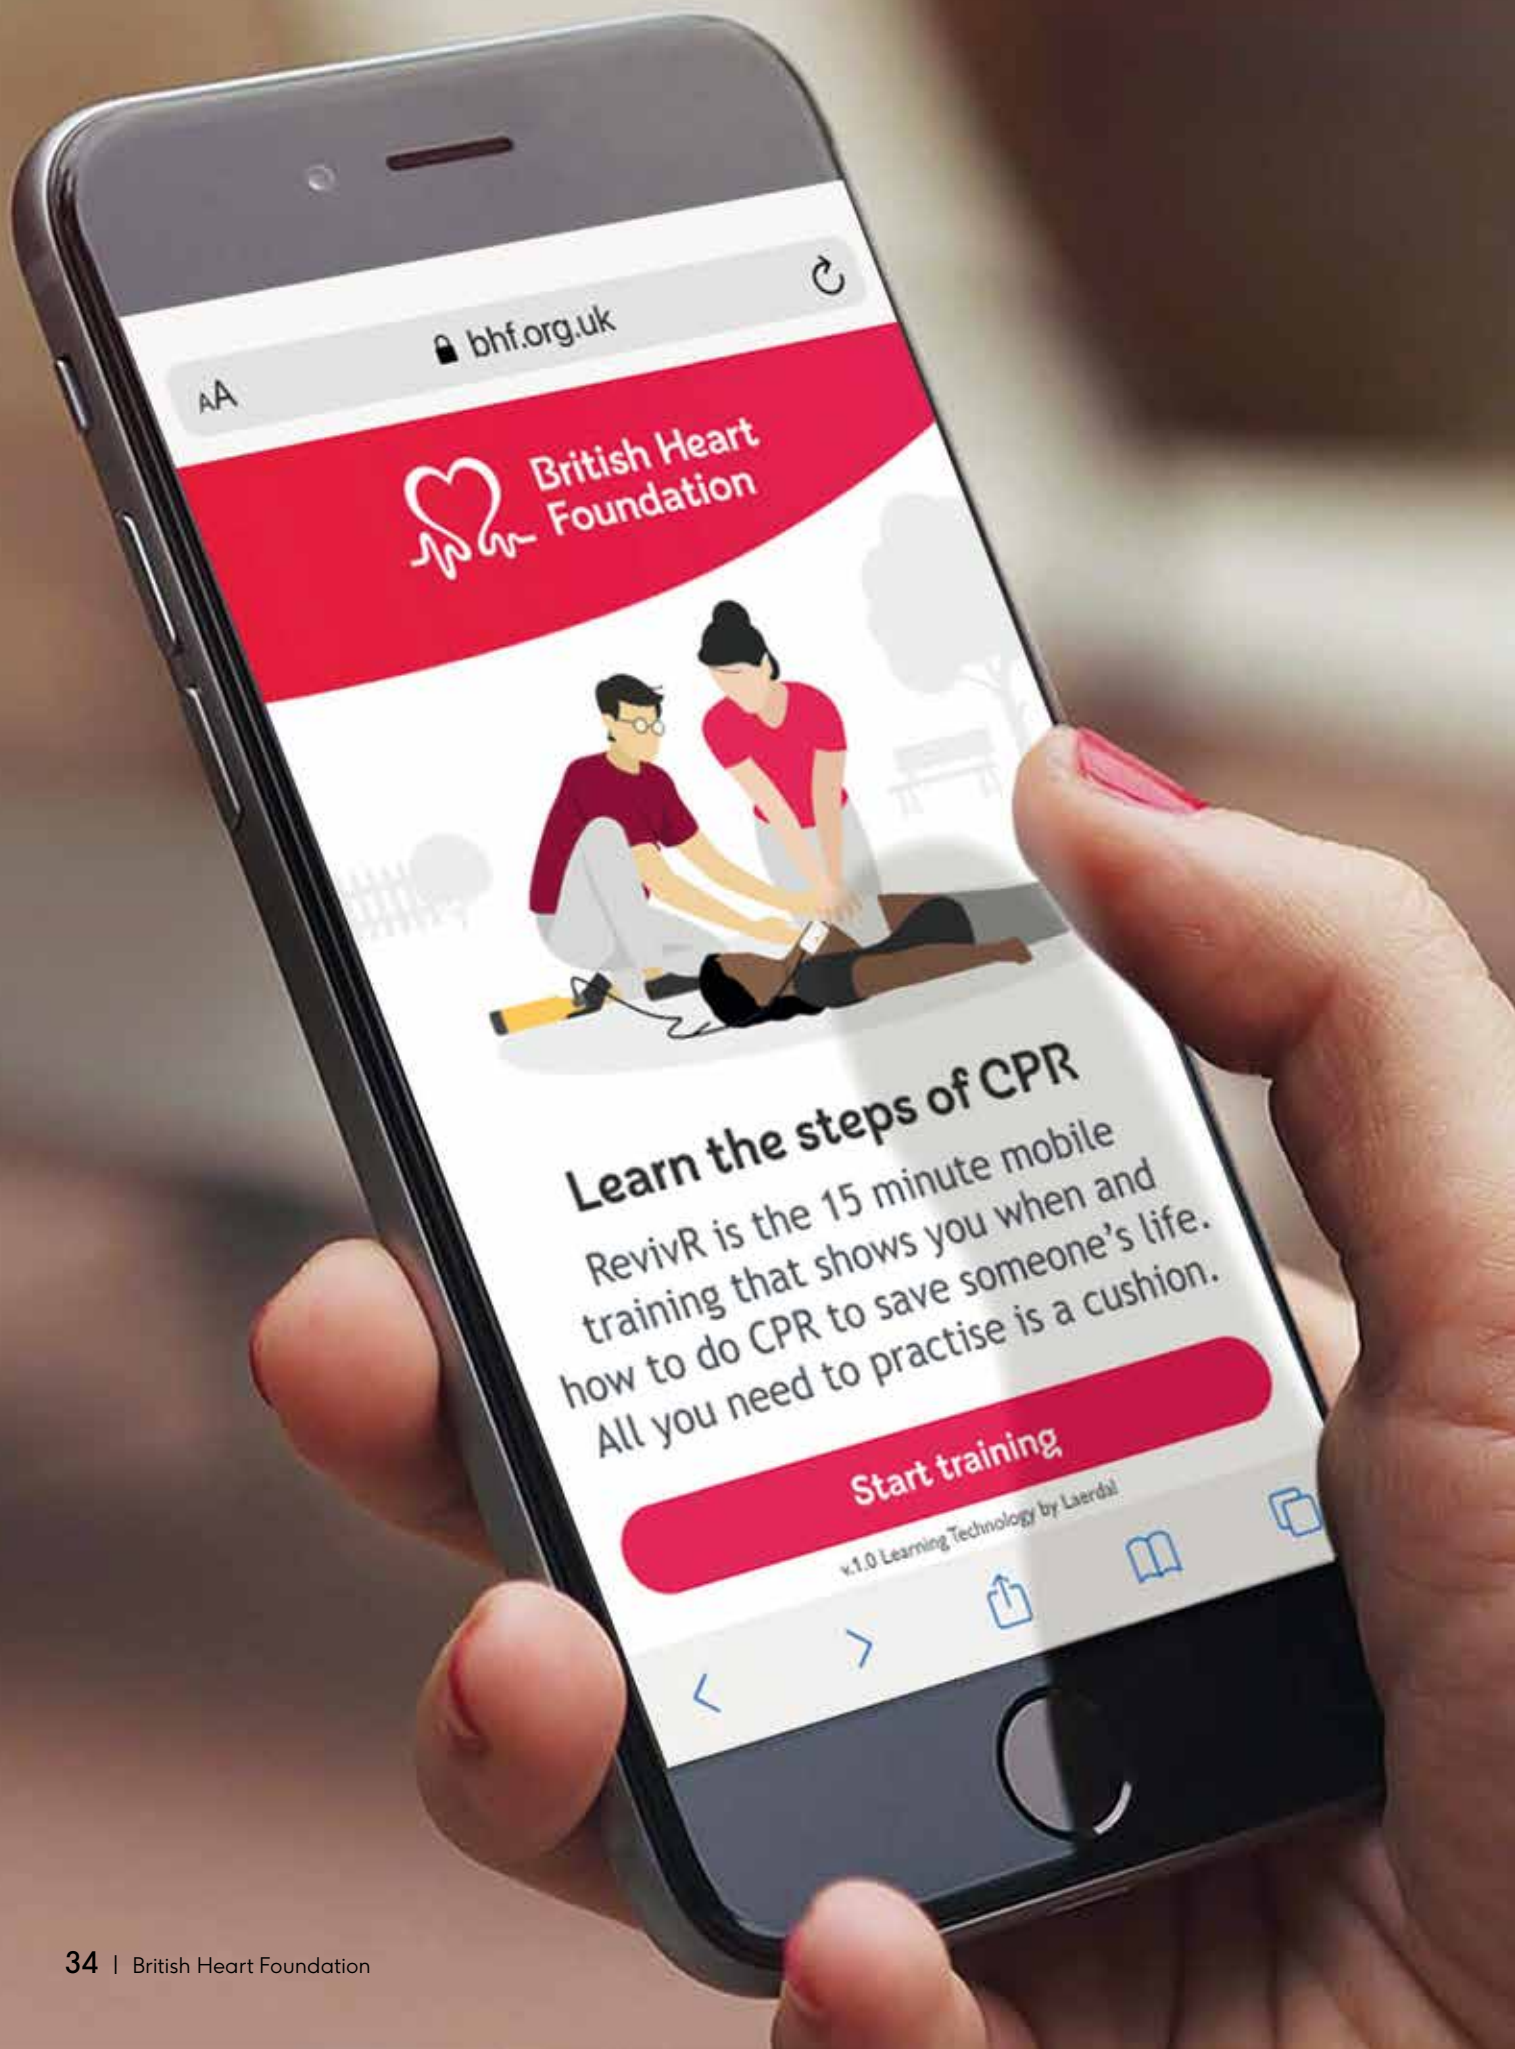 AA
bhf.org.uk
British Heart
Foundation
Learn the steps of CPR
RevivR is the 15 minute mobile
training that shows you when and
how to do CPR to save someone's life.
All you need to practise is a cushion.
Start training
v.1.0 Learning Technology by Laerdal
34 | British Heart Foundation